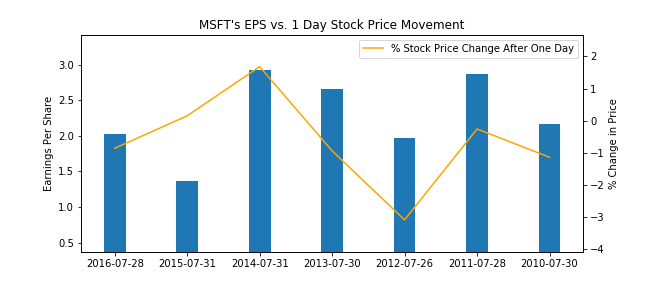 MSFT's EPS vs. 1 Day Stock Price Movement
% Stock Price Change After One Day
Earnings Per Share
3.0
2.5
2.0
1.5
1.0
0.5
2
1
0
−1
−2
−3
−4
% Change in Price
2016-07-28 2015-07-31 2014-07-31 2013-07-30 2012-07-26 2011-07-28 2010-07-30